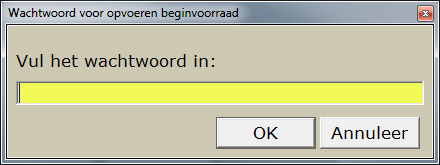 Wachtwoord voor opvoeren beginvoorraad
Vul het wachtwoord in:
OK Annuleer